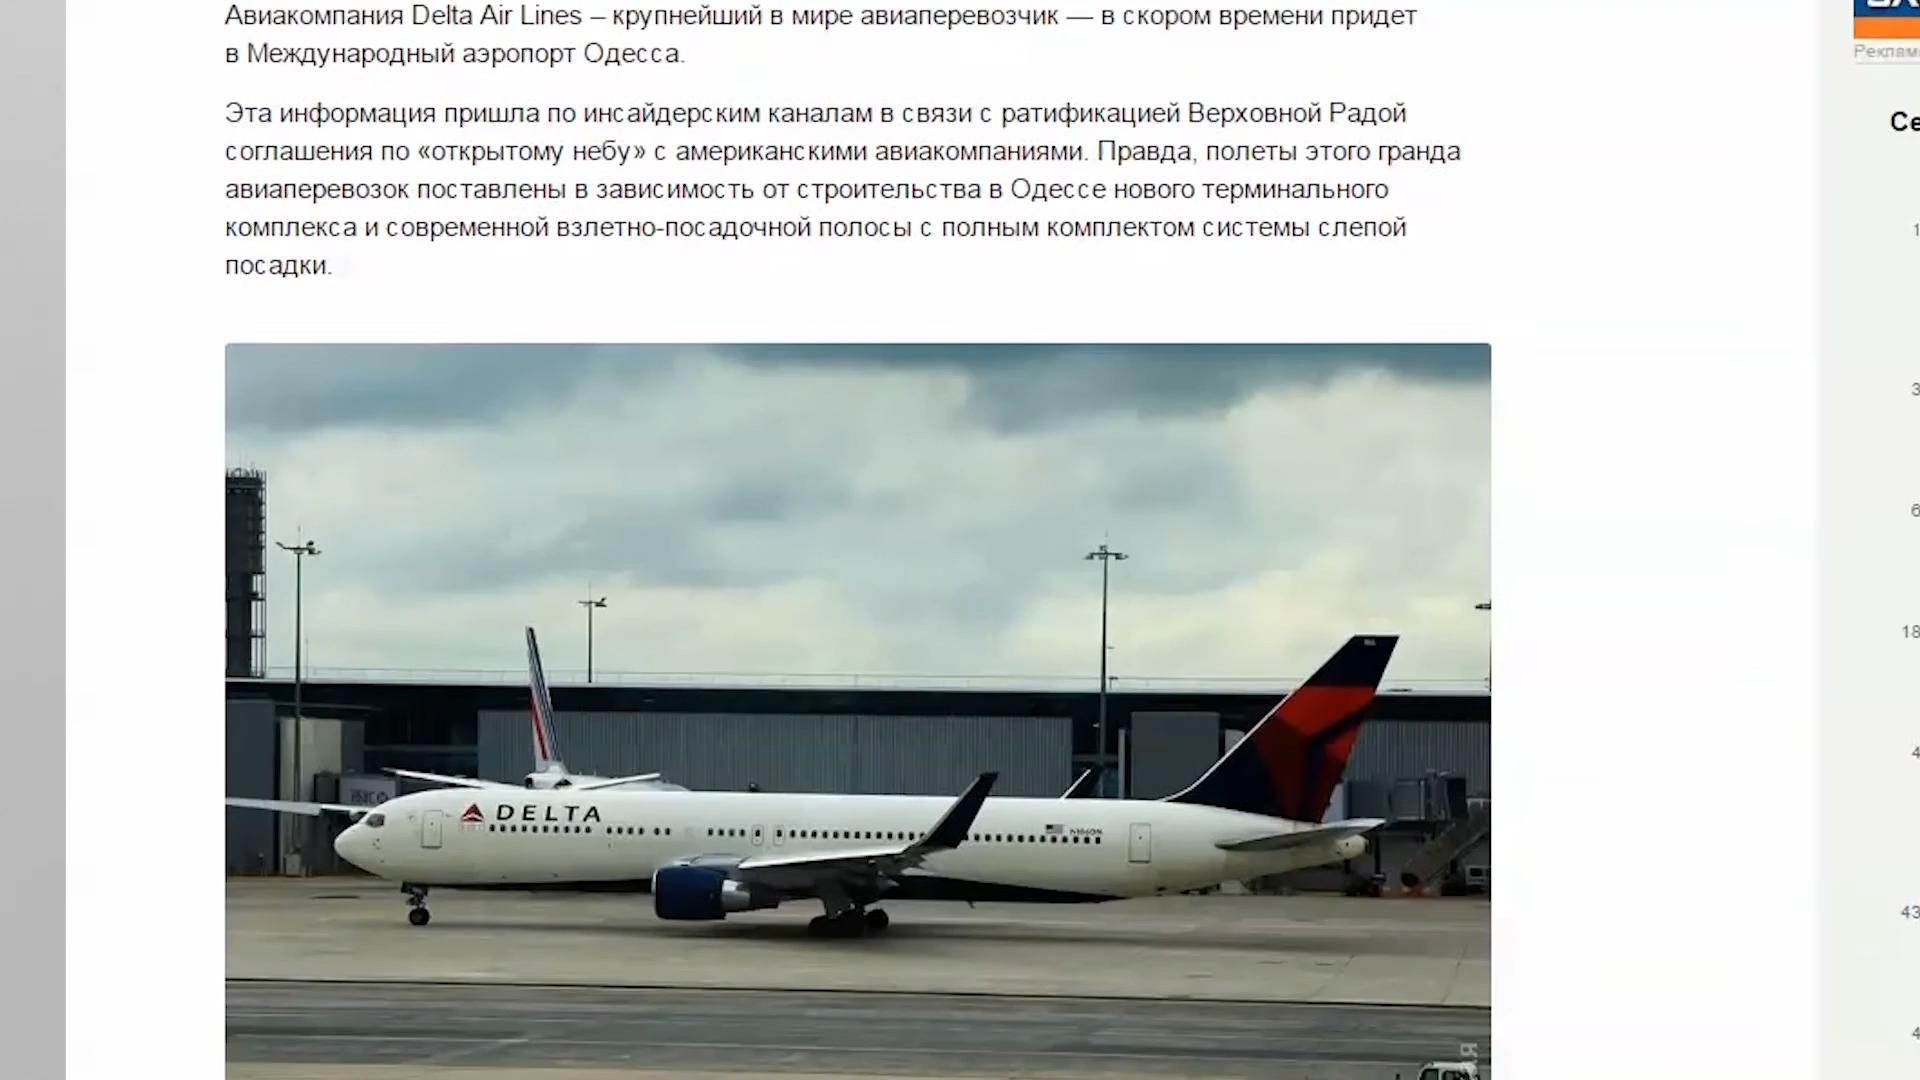 Авиакомпания Delta Air Lines – крупнейший в мире авиаперевозчик — в скором времени придет
в Международный аэропорт Одесса.
Эта информация пришла по инсайдерским каналам в связи с ратификацией Верховной Радой
соглашения по «открытому небу» с американскими авиакомпаниями. Правда, полеты этого гранда
авиаперевозок поставлены в зависимость от строительства в Одессе нового терминального
комплекса и современной взлетно-посадочной полосы с полным комплектом системы слепой
посадки.
DELTA